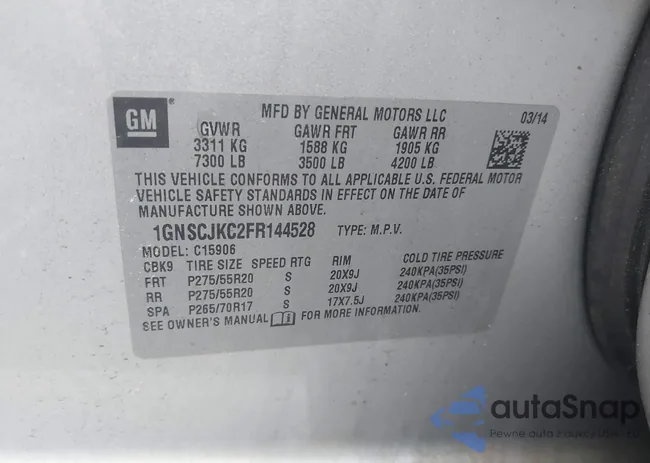 GM ®
MFD BY GENERAL MOTORS LLC 03/14
GVWR GAWR FRT GAWR RR
3311 KG 1588 KG 1905 KG
7300 LB 3500 LB 4200 LB
THIS VEHICLE CONFORMS TO ALL APPLICABLE U.S. FEDERAL MOTOR
VEHICLE SAFETY STANDARDS IN EFFECT ON THE DATE OF
MANUFACTURE SHOWN ABOVE.
1GNSCJKC2FR144528 TYPE: M.P.V.
MODEL: C15906
CBK9 TIRE SIZE SPEED RTG RIM COLD TIRE PRESSURE
FRT P275/55R20 S 20X9J 240KPA(35PSI)
RR P275/55R20 S 20X9J 240KPA(35PSI)
SPA P265/70R17 S 17X7.5J 240KPA(35PSI)
SEE OWNER'S MANUAL FOR MORE INFORMATION.
autaSnap
Pewne auto z aukcji